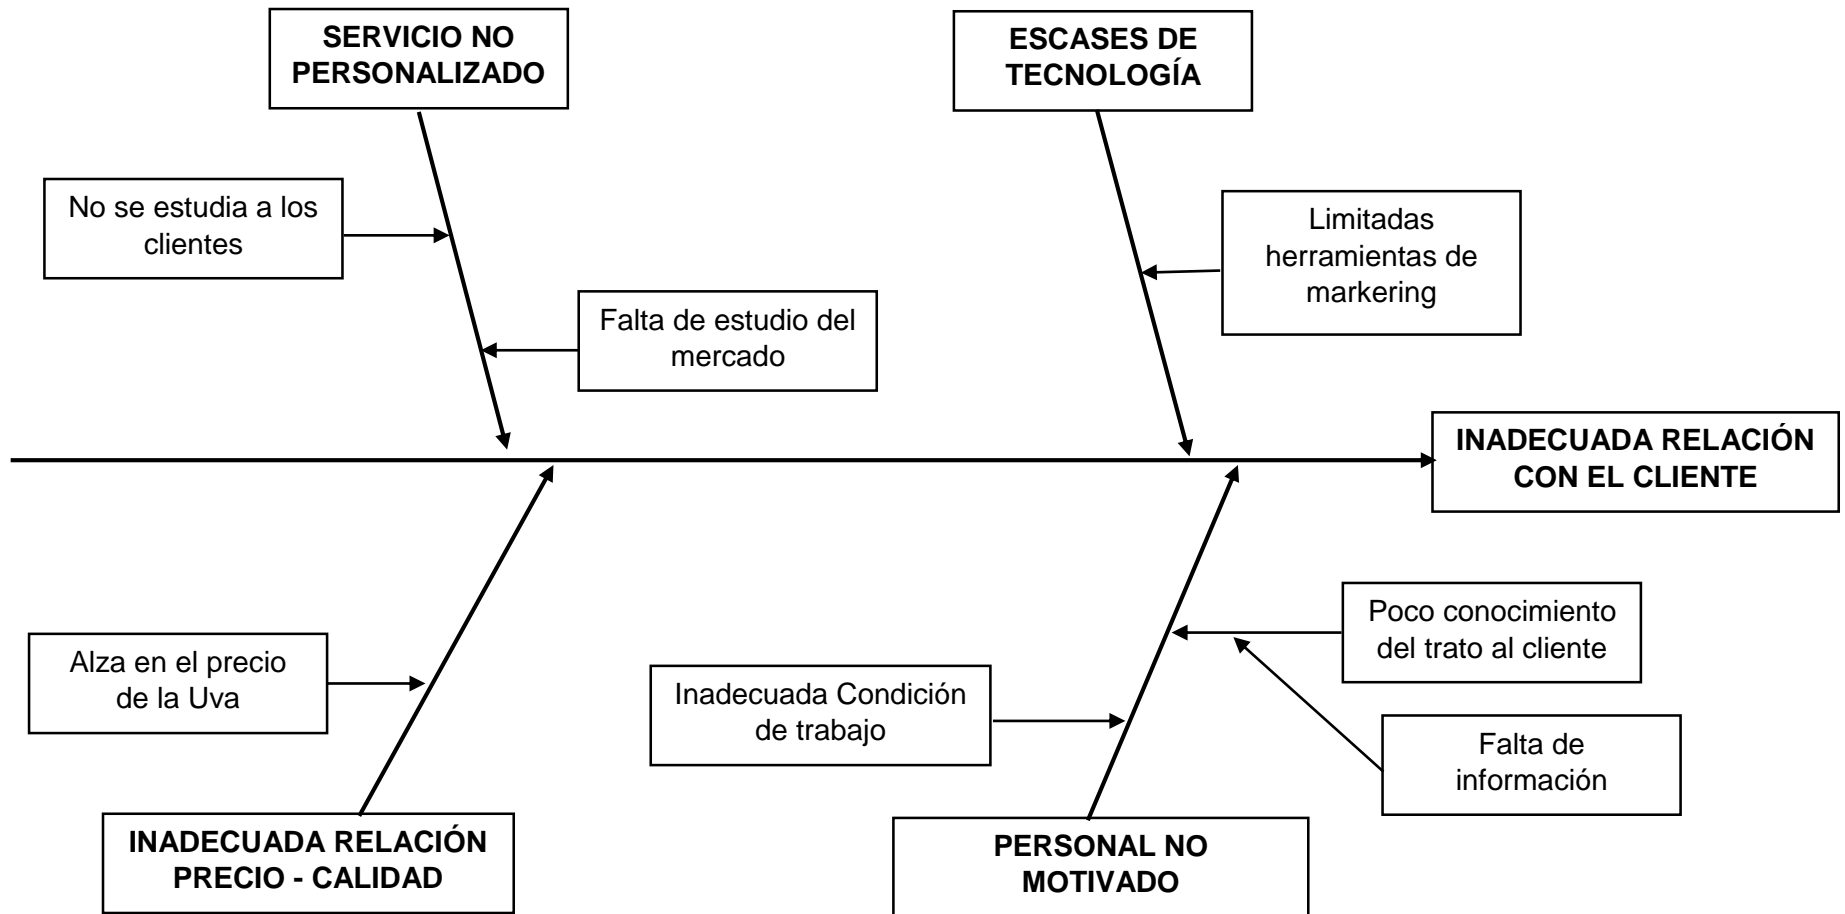 SERVICIO NO
PERSONALIZADO
ESCASES DE
TECNOLOGÍA
No se estudia a los
clientes
Limitadas
herramientas de
markering
Falta de estudio del
mercado
INADECUADA RELACIÓN
CON EL CLIENTE
Alza en el precio
de la Uva
Inadecuada Condición
de trabajo
Poco conocimiento
del trato al cliente
Falta de
información
INADECUADA RELACIÓN
PRECIO - CALIDAD
PERSONAL NO
MOTIVADO